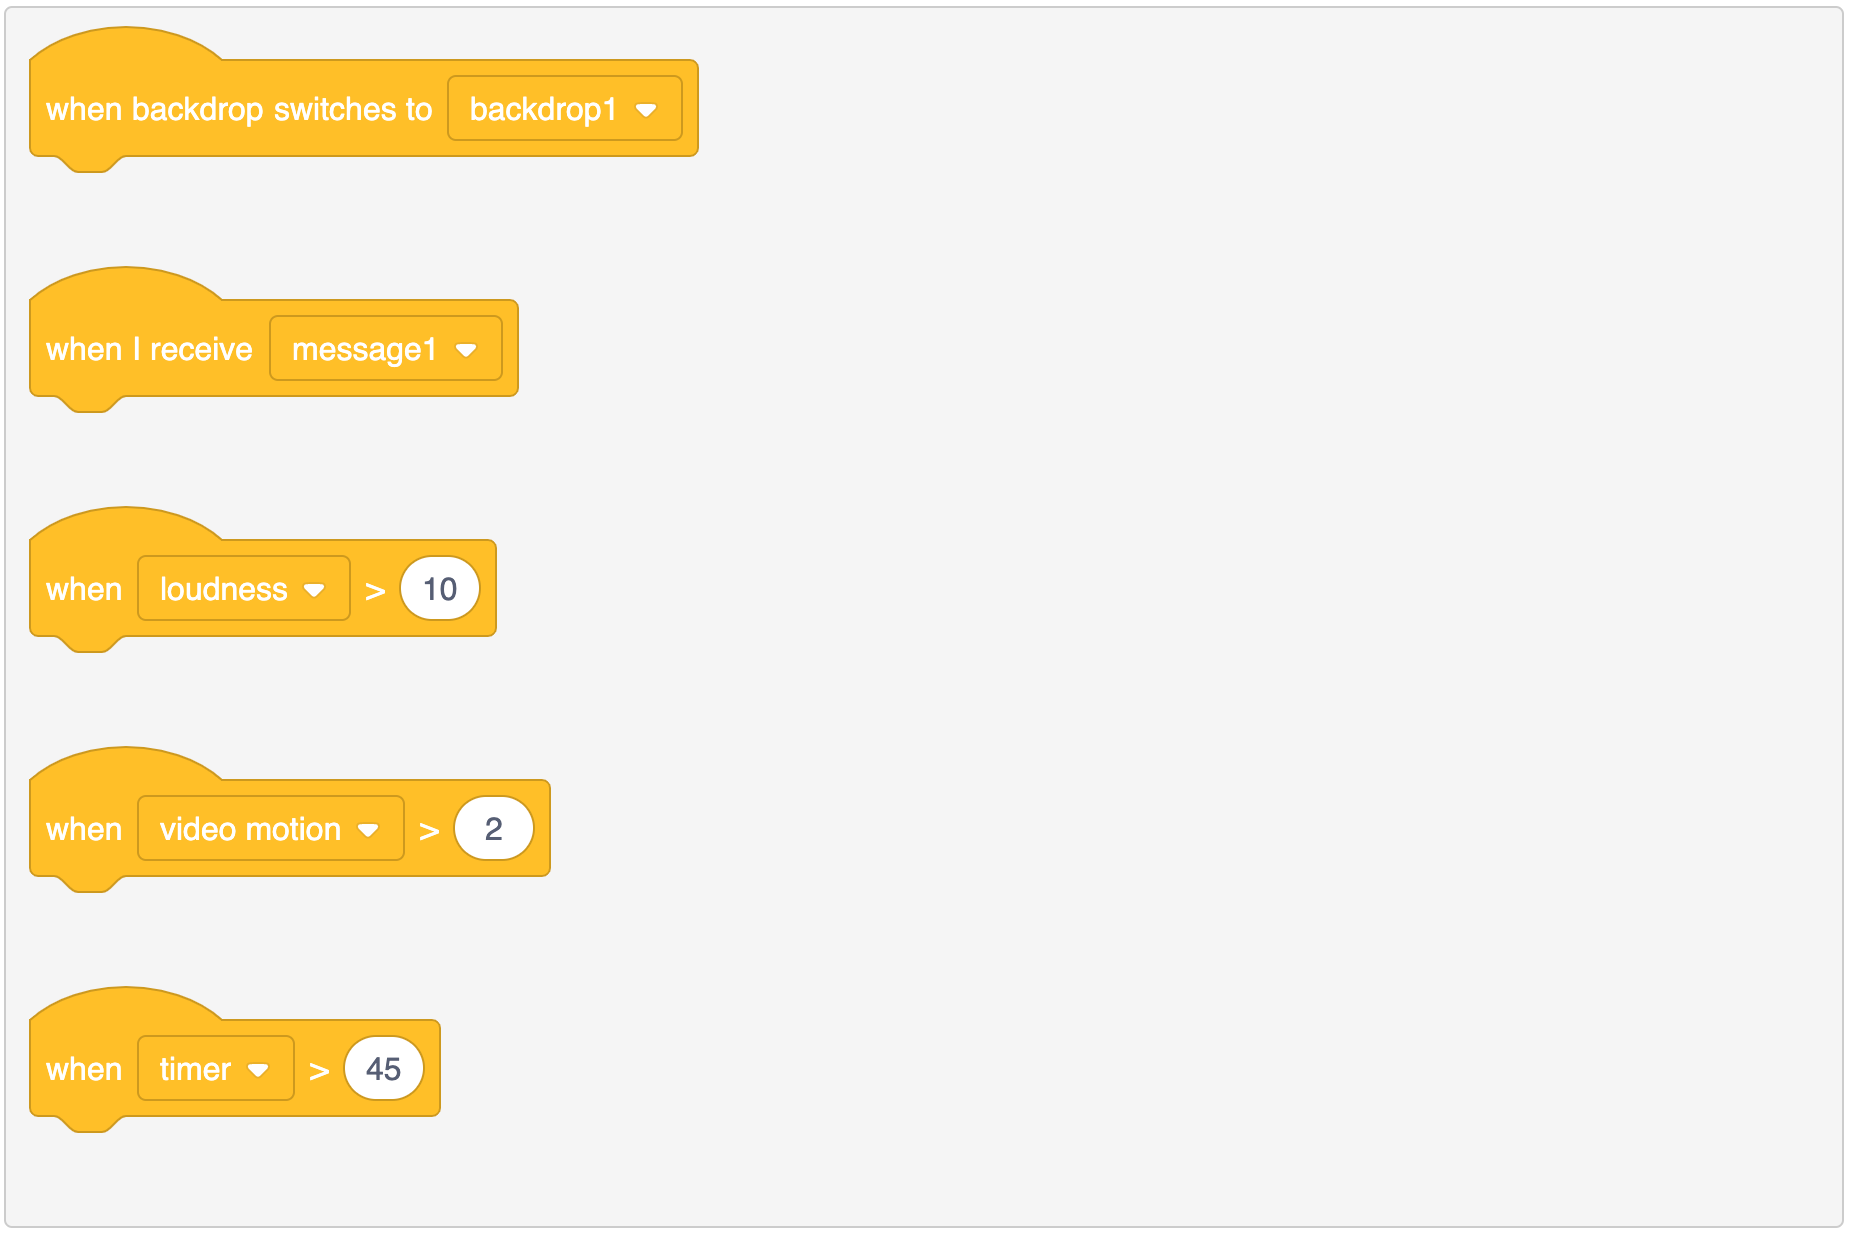 when backdrop switches to backdrop1
when I receive message1
when loudness > 10
when video motion > 2
when timer > 45